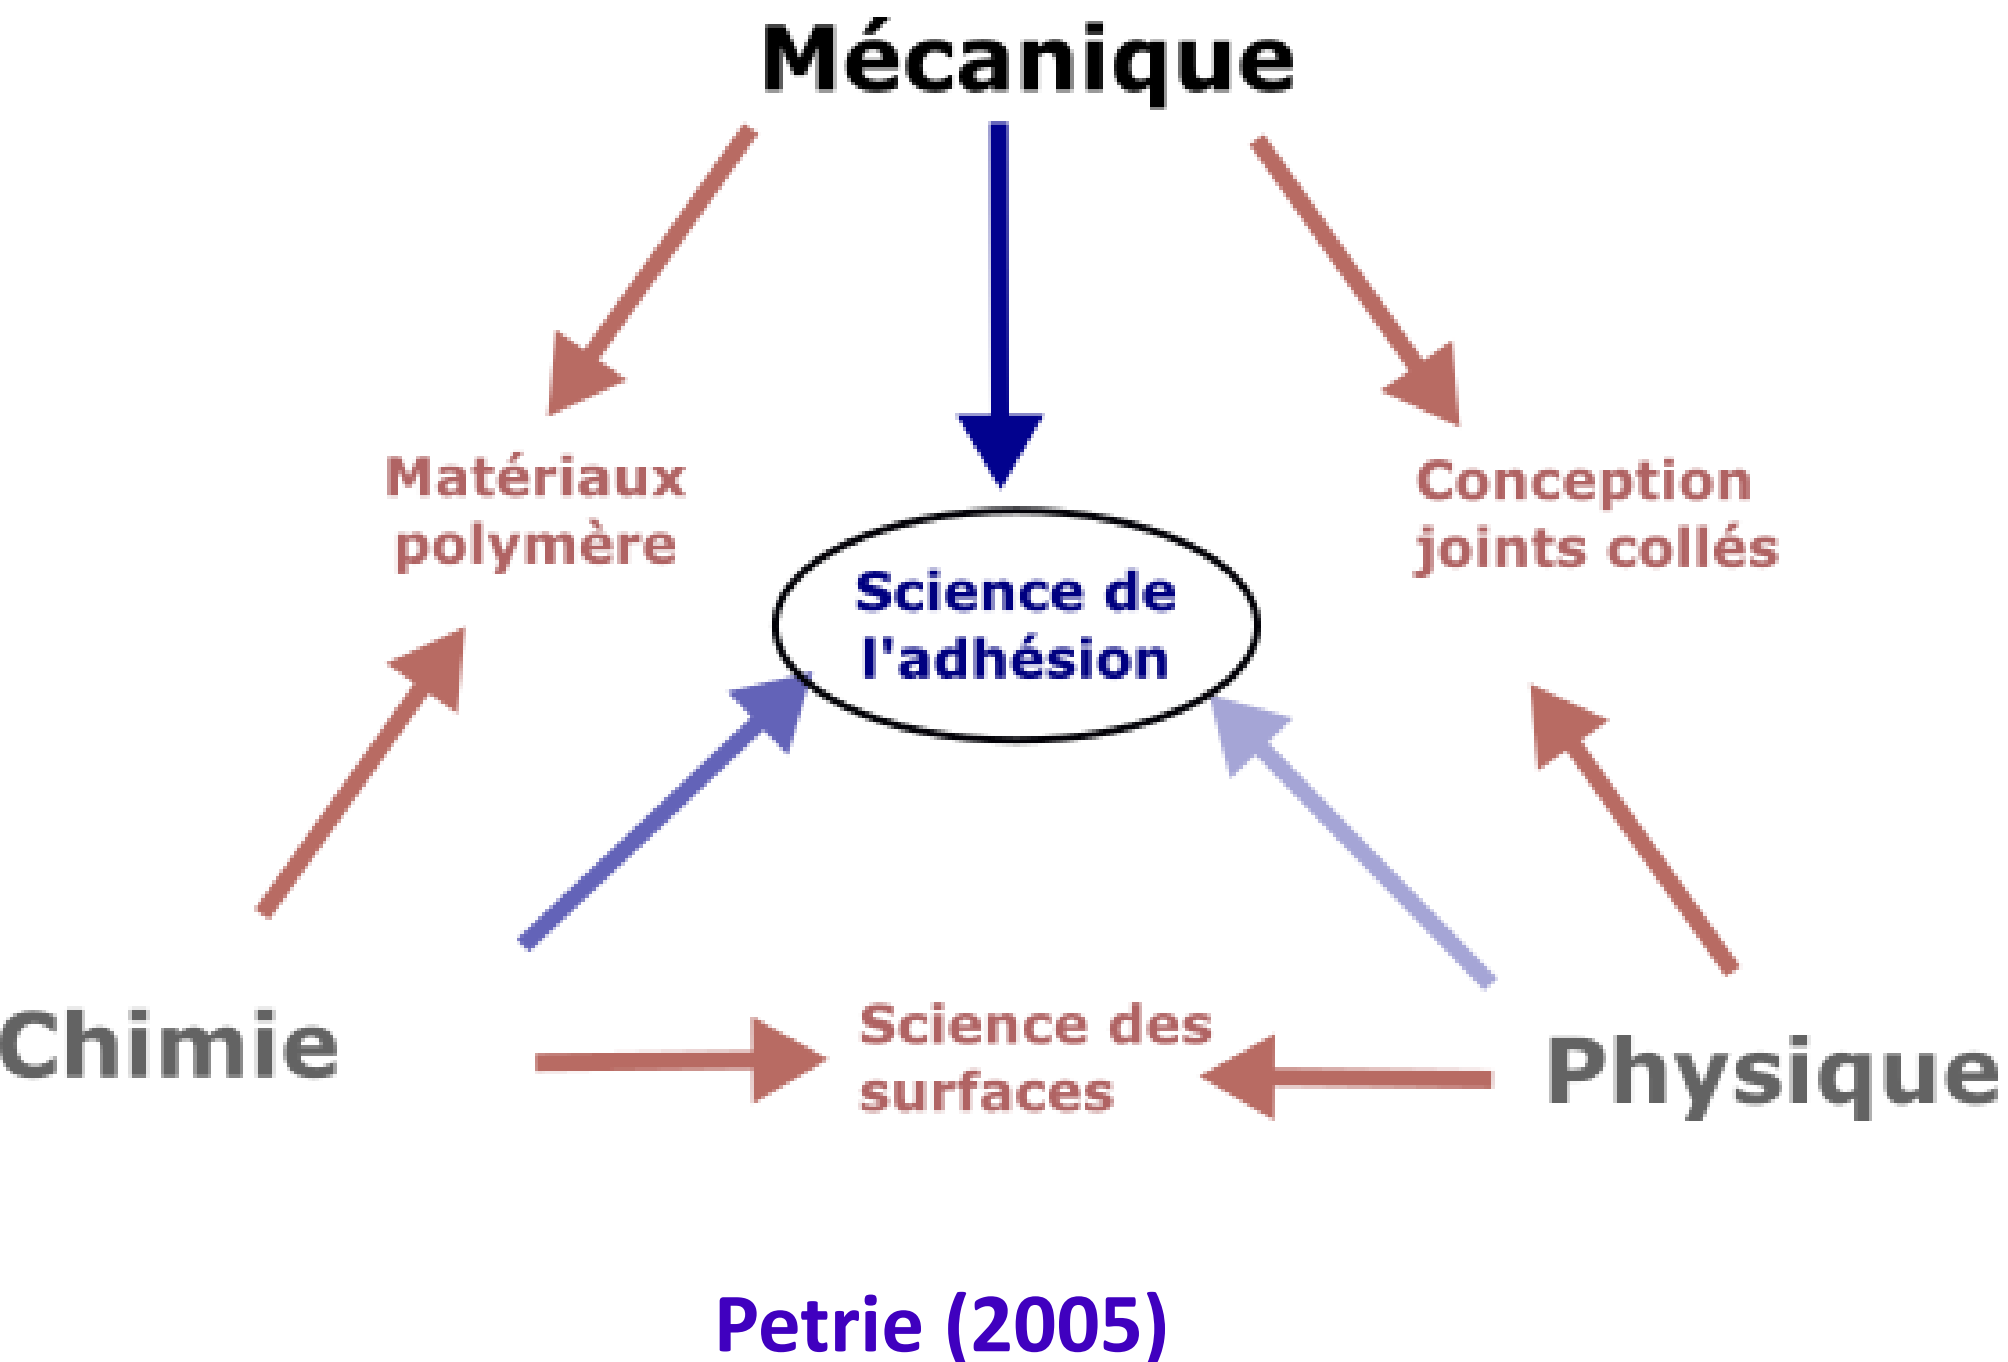 Mécanique
Matériaux
polymère
Conception
joints collés
Science de
l'adhésion
Chimie
Science des
surfaces
Physique
Petrie (2005)